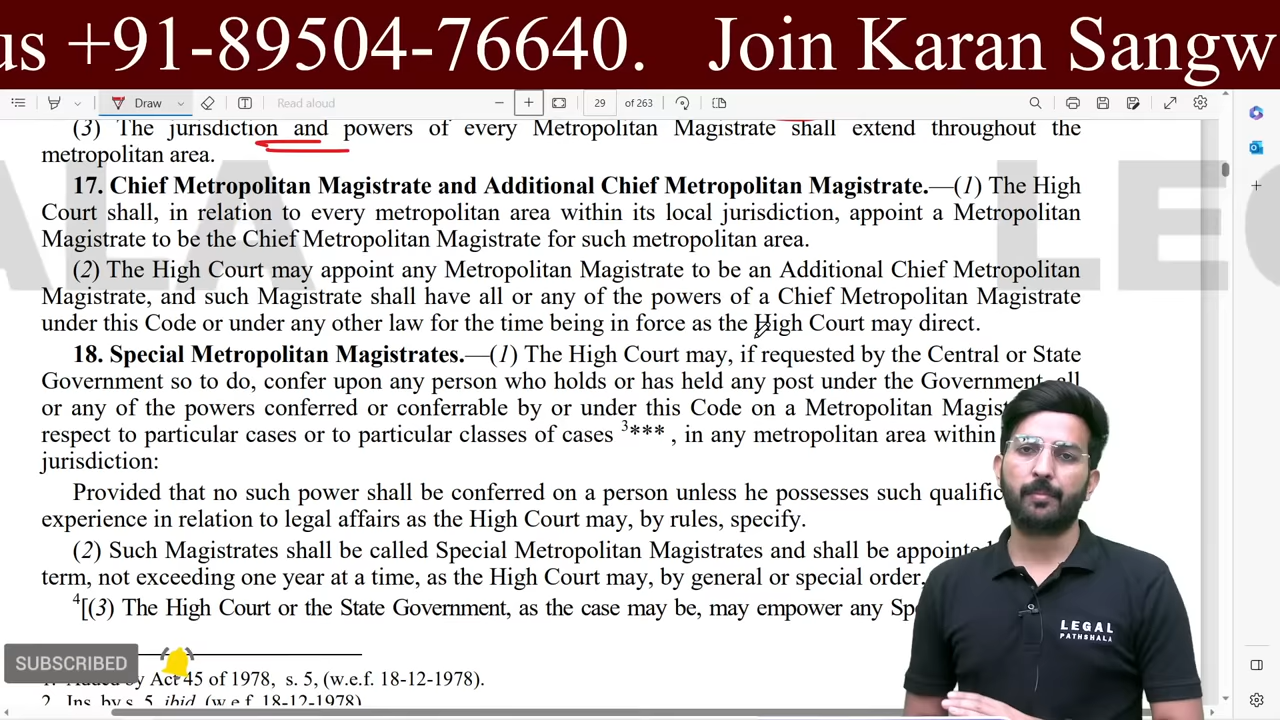 us +91-89504-76640. Join Karan Sangw
Draw Read aloud 29 of 263
(3) The jurisdiction and powers of every Metropolitan Magistrate shall extend throughout the
metropolitan area.
17. Chief Metropolitan Magistrate and Additional Chief Metropolitan Magistrate.—(1) The High
Court shall, in relation to every metropolitan area within its local jurisdiction, appoint a Metropolitan
Magistrate to be the Chief Metropolitan Magistrate for such metropolitan area.
(2) The High Court may appoint any Metropolitan Magistrate to be an Additional Chief Metropolitan
Magistrate, and such Magistrate shall have all or any of the powers of a Chief Metropolitan Magistrate
under this Code or under any other law for the time being in force as the High Court may direct.
18. Special Metropolitan Magistrates.—(1) The High Court may, if requested by the Central or State
Government so to do, confer upon any person who holds or has held any post under the Government, all
or any of the powers conferred or conferrable by or under this Code on a Metropolitan Magis
respect to particular cases or to particular classes of cases 3*** , in any metropolitan area within
jurisdiction:
Provided that no such power shall be conferred on a person unless he possesses such qualific
experience in relation to legal affairs as the High Court may, by rules, specify.
(2) Such Magistrates shall be called Special Metropolitan Magistrates and shall be appointed
term, not exceeding one year at a time, as the High Court may, by general or special order,
4[(3) The High Court or the State Government, as the case may be, may empower any Sp
1. Added by Act 45 of 1978, s. 5, (w.e.f. 18-12-1978).
2. Ins. by s. 5, ibid. (w.e.f. 18-12-1978)
ALA LE
SUBSCRIBED
LEGAL
PATHSHALA